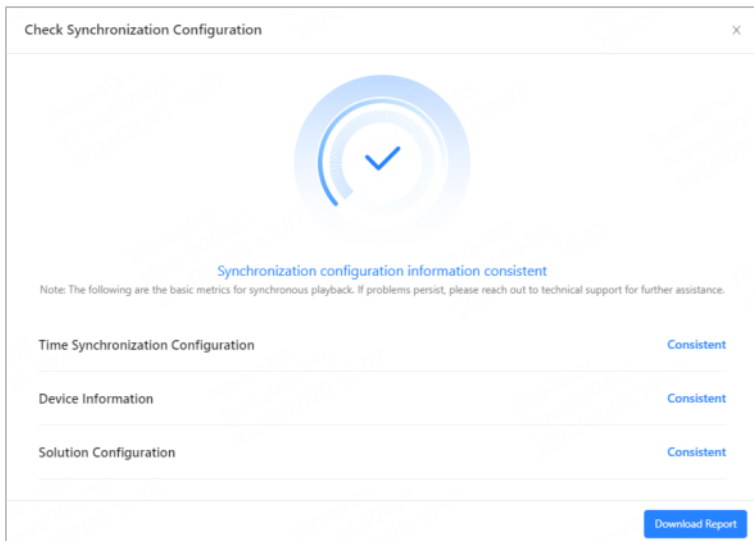 Check Synchronization Configuration
Synchronization configuration information consistent
Note: The following are the basic metrics for synchronous playback. If problems persist, please reach out to technical support for further assistance.
Time Synchronization Configuration Consistent
Device Information Consistent
Solution Configuration Consistent
Download Report